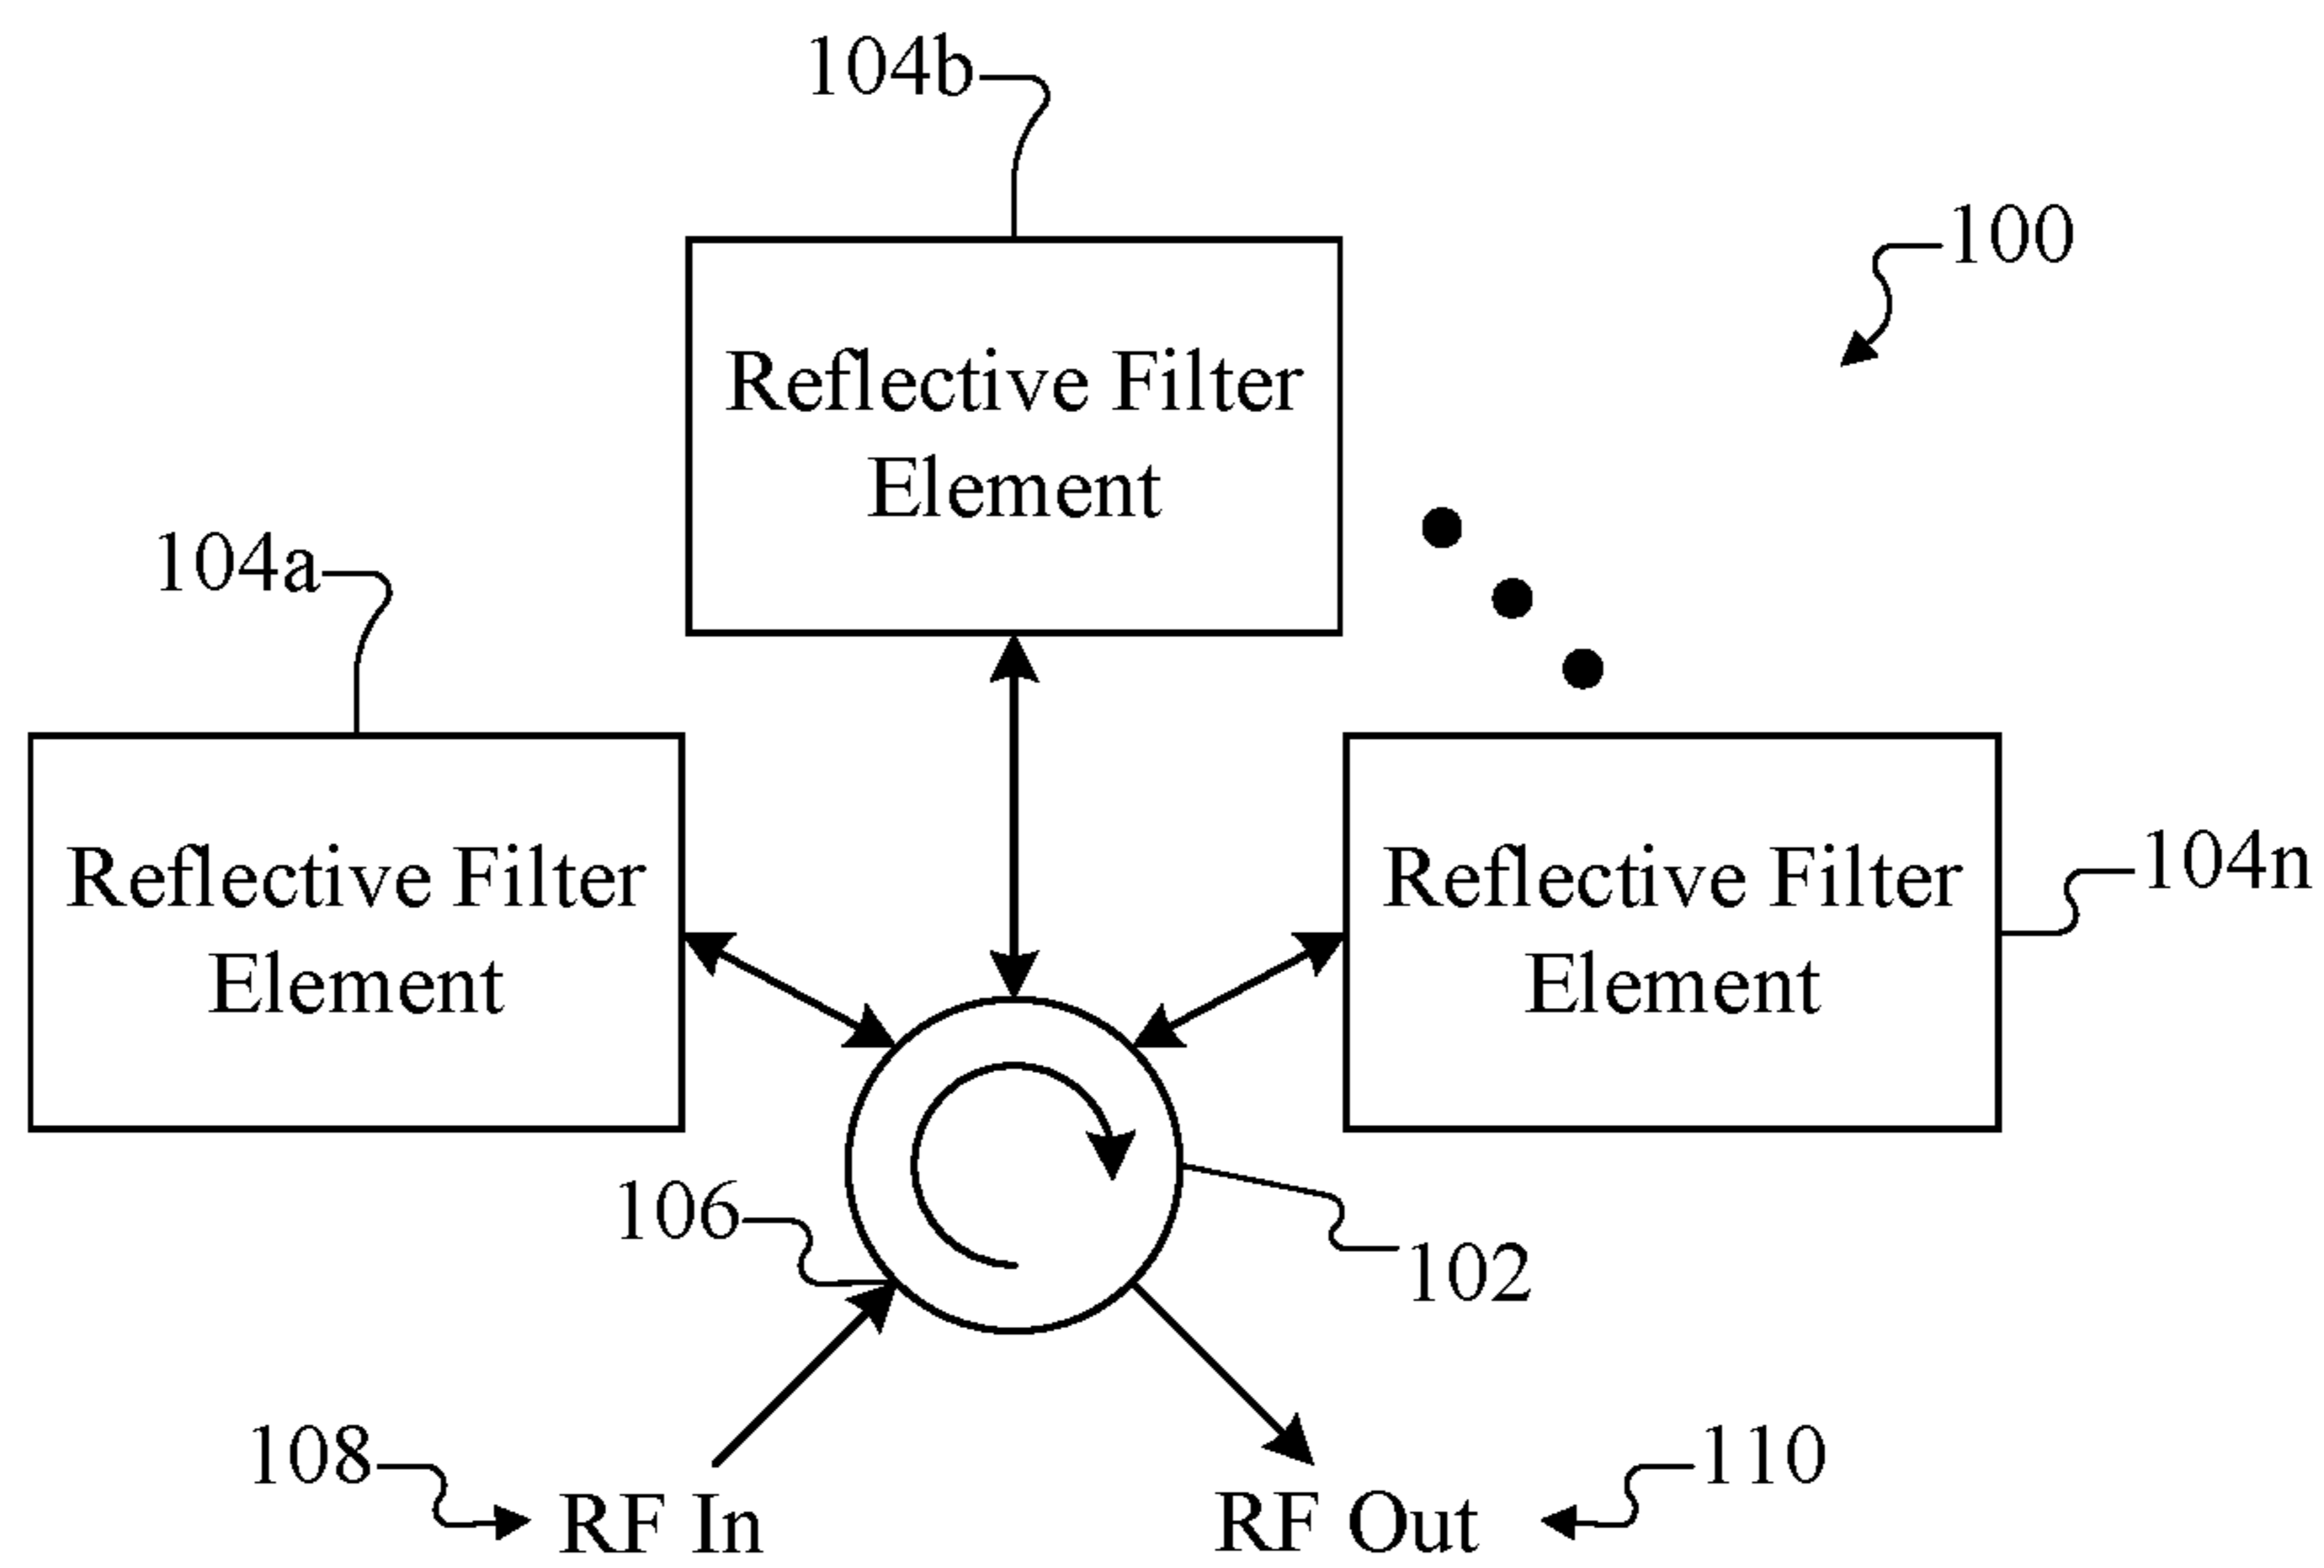 104b
100
Reflective Filter
Element
104a
Reflective Filter
Element
Reflective Filter
Element
104n
106
102
108
RF In
RF Out
110